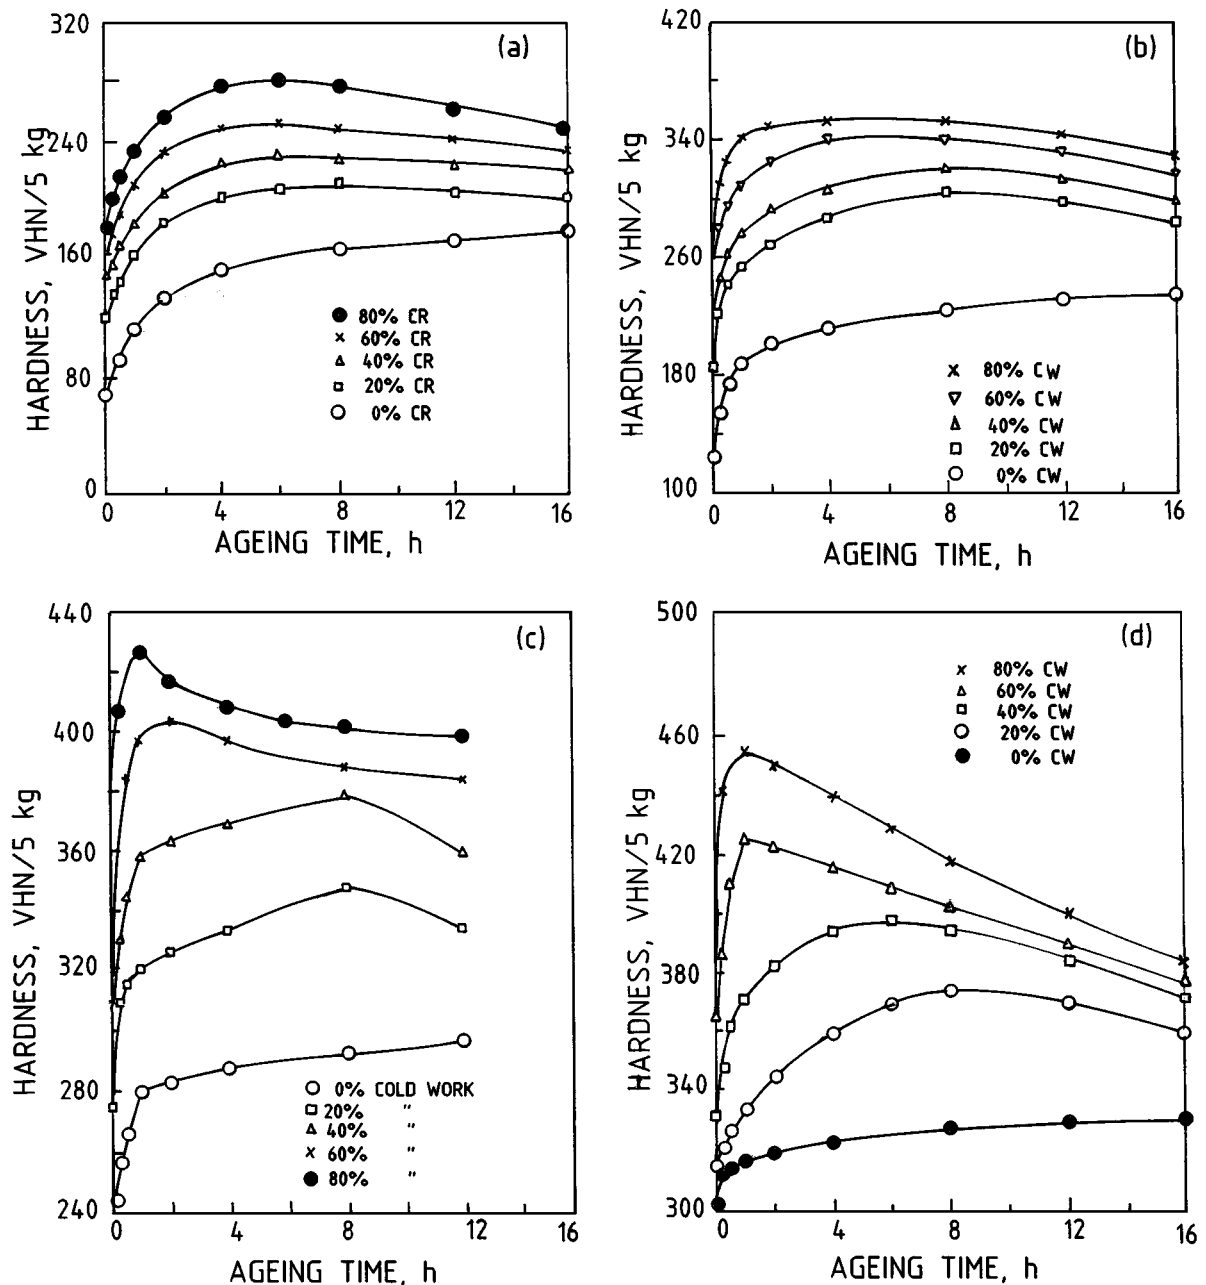 (a)
HARDNESS, VHN/5 kg
320
240
160
80
0
80% CR
60% CR
40% CR
20% CR
0% CR
0 4 8 12 16
AGEING TIME, h
(b)
HARDNESS, VHN/5 kg
420
340
260
180
100
80% CW
60% CW
40% CW
20% CW
0% CW
0 4 8 12 16
AGEING TIME, h
(c)
HARDNESS, VHN/5 kg
440
400
360
320
280
240
0% COLD WORK
20% "
40% "
60% "
80% "
0 4 8 12 16
AGEING TIME, h
(d)
HARDNESS, VHN/5 kg
500
460
420
380
340
300
80% CW
60% CW
40% CW
20% CW
0% CW
0 4 8 12 16
AGEING TIME, h